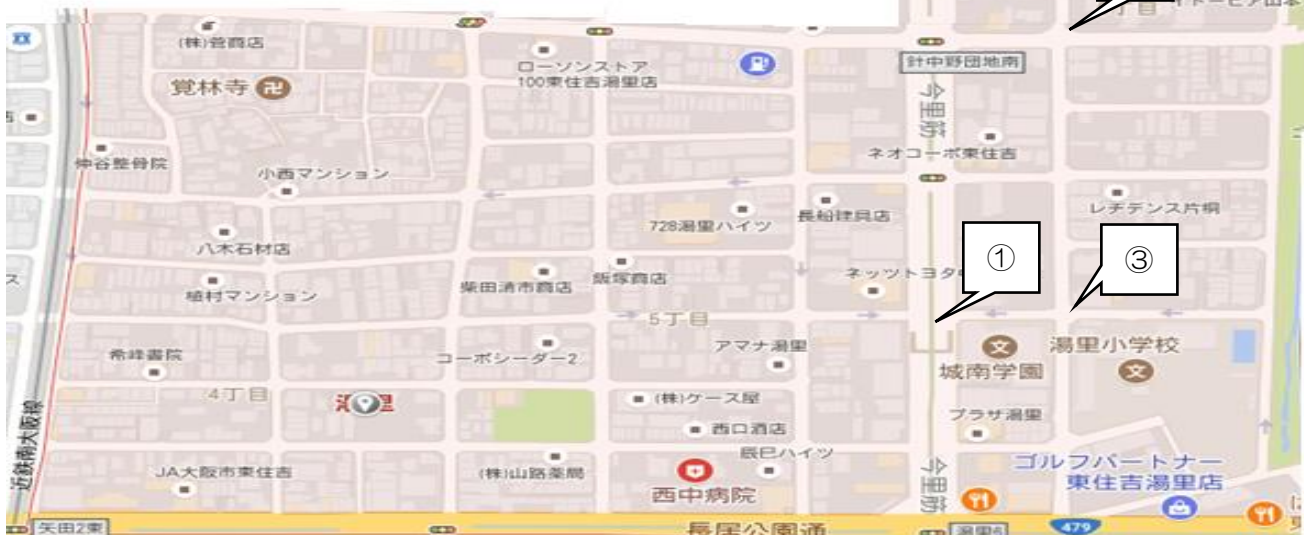 (株)菅商店
覚林寺
ローソンストア
100東住吉湯里店
針中野団地南
今里筋
仲谷整骨院
小西マンション
ネオコーポ東住吉
レヂデンス片桐
728湯里ハイツ
長船建具店
八木石材店
植村マンション
柴田清市商店
飯塚商店
ネッツトヨタ
①
③
5丁目
希峰書院
コーポシーダー2
アマナ湯里
城南学園
湯里小学校
4丁目
(株)ケース屋
西口酒店
プラザ湯里
近鉄南大阪線
JA大阪市東住吉
(株)山路薬局
辰巳ハイツ
西中病院
今里筋
ゴルフパートナー
東住吉湯里店
矢田2東
長居公園通
湯里6
479